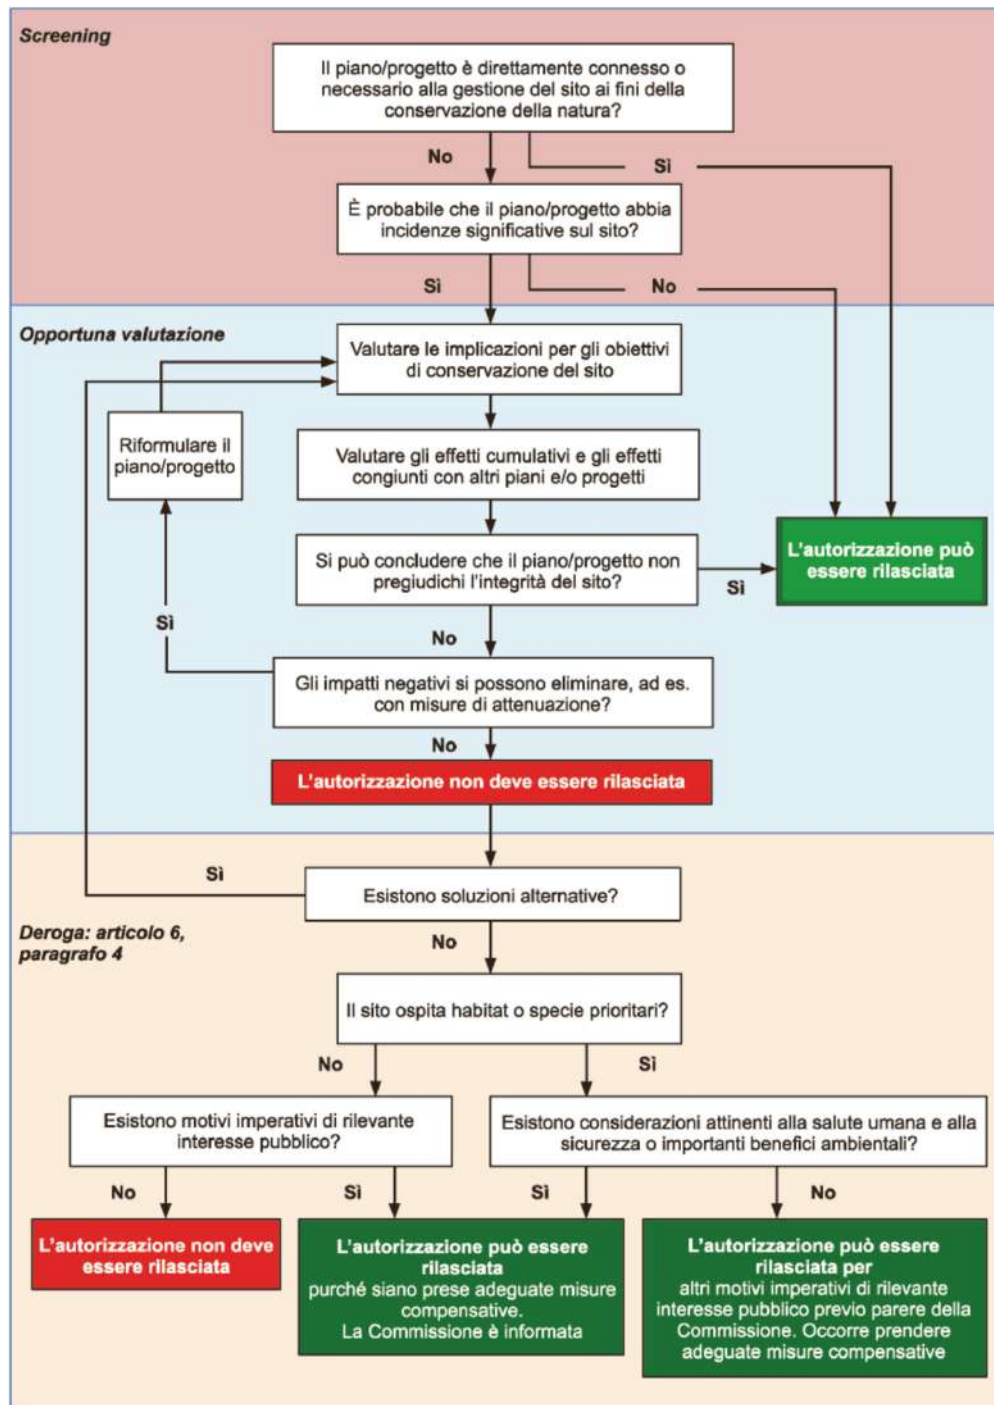 Screening
Il piano/progetto è direttamente connesso o
necessario alla gestione del sito ai fini della
conservazione della natura?
No
Sì
È probabile che il piano/progetto abbia
incidenze significative sul sito?
Sì
No
Opportuna valutazione
Valutare le implicazioni per gli obiettivi
di conservazione del sito
Riformulare il
piano/progetto
Valutare gli effetti cumulativi e gli effetti
congiunti con altri piani e/o progetti
Si può concludere che il piano/progetto non
pregiudichi l'integrità del sito?
Sì
L'autorizzazione può
essere rilasciata
Sì
No
Gli impatti negativi si possono eliminare, ad es.
con misure di attenuazione?
No
L'autorizzazione non deve essere rilasciata
Sì
Esistono soluzioni alternative?
Deroga: articolo 6,
paragrafo 4
No
Il sito ospita habitat o specie prioritari?
No
Sì
Esistono motivi imperativi di rilevante
interesse pubblico?
Esistono considerazioni attinenti alla salute umana e alla
sicurezza o importanti benefici ambientali?
No
Sì
Sì
No
L'autorizzazione non deve
essere rilasciata
L'autorizzazione può essere
rilasciata
purché siano prese adeguate misure
compensative.
La Commissione è informata
L'autorizzazione può essere
rilasciata per
altri motivi imperativi di rilevante
interesse pubblico previo parere della
Commissione. Occorre prendere
adeguate misure compensative